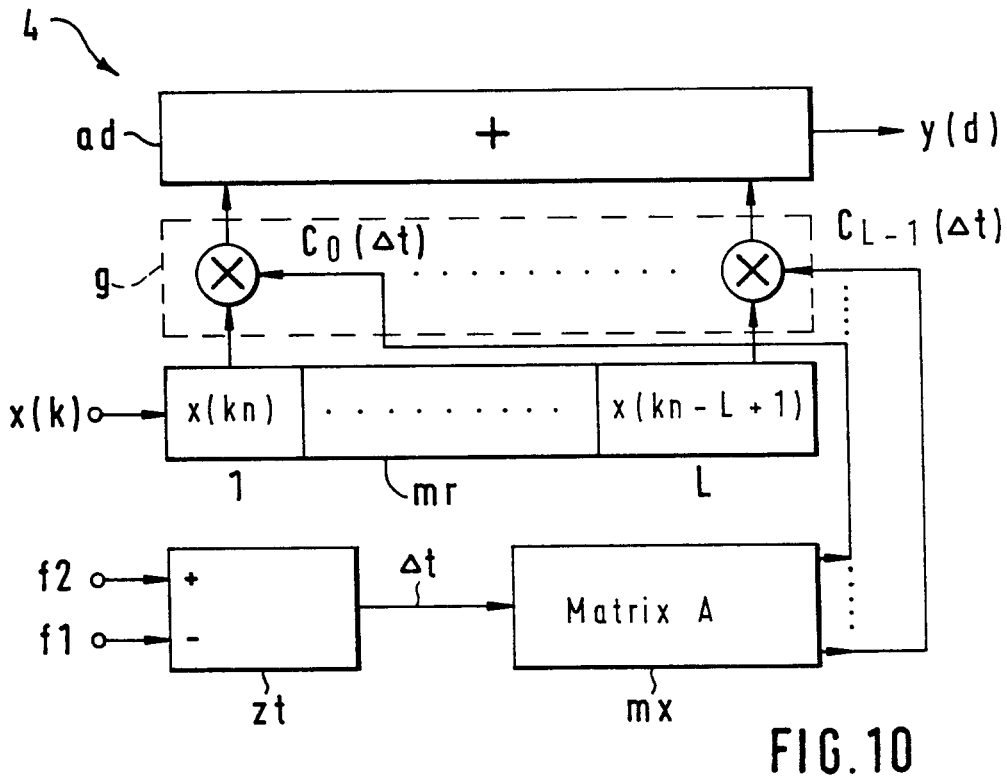 4
ad
+
y(d)
g
C₀(Δt)
. . . . . . . . . .
C_{L-1}(Δt)
x(k)
x(kn)
. . . . . . . . . .
x(kn-L+1)
1
mr
L
f2
+
f1
-
Δt
Matrix A
zt
mx
FIG.10